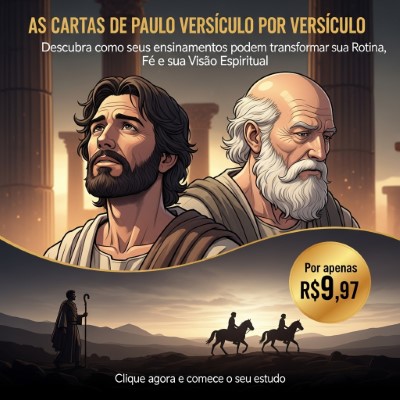 AS CARTAS DE PAULO VERSÍCULO POR VERSÍCULO
Descubra como seus ensinamentos podem transformar sua Rotina,
Fé e sua Visão Espiritual
Por apenas
R$9,97
Clique agora e comece o seu estudo